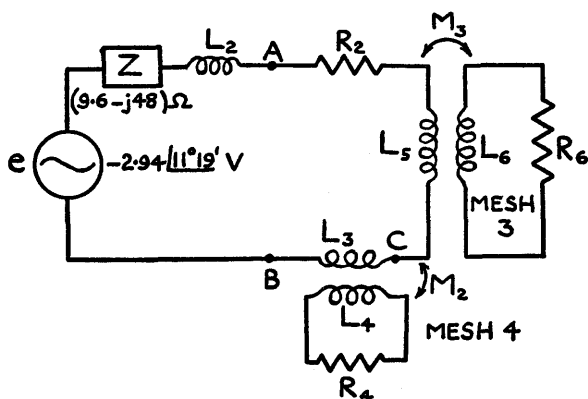 M₃
L₂
A
R₂
Z
(9·6-j48)Ω
e
-2·94∠11°19' V
L₅
L₆
R₆
MESH
3
L₃
C
B
M₂
L₄
MESH 4
R₄